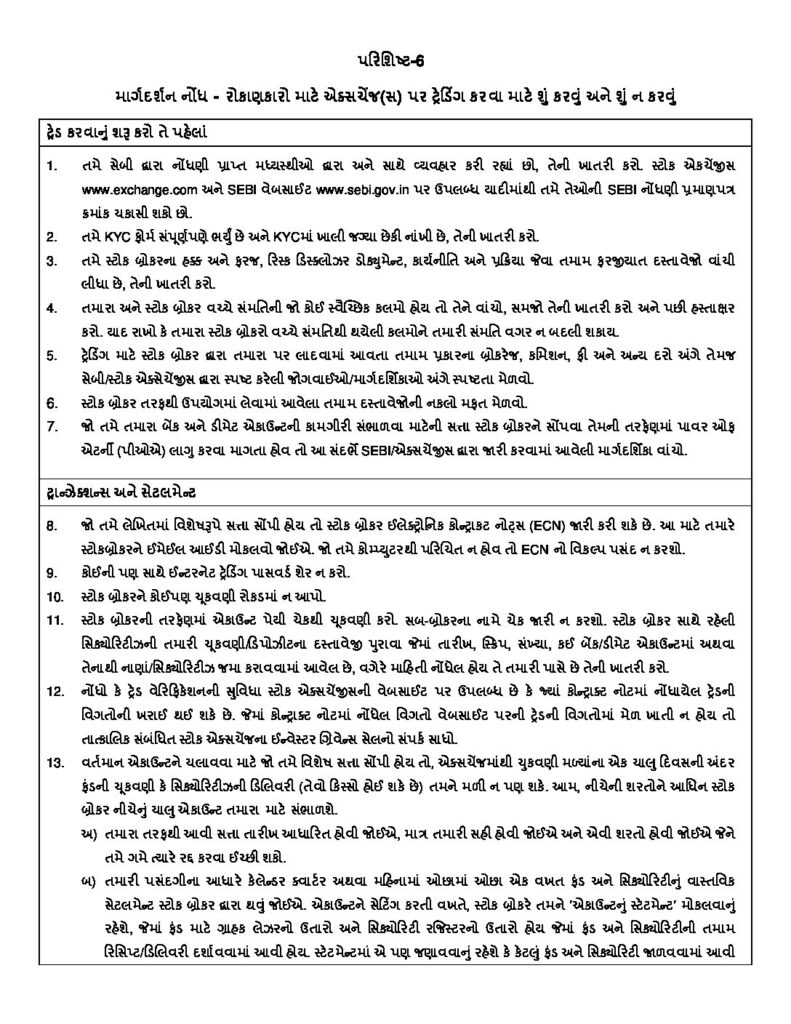 પરિશિષ્ટ-6
માર્ગદર્શન નોંધ - રોકાણકારો માટે એક્સચેંજ(સ) પર ટ્રેડિંગ કરવા માટે શું કરવું અને શું ન કરવું
ટ્રેડ કરવાનું શરૂ કરો તે પહેલાં
1. તમે સેબી દ્વારા નોંધણી પ્રાપ્ત મધ્યસ્થીઓ દ્વારા અને સાથે વ્યવહાર કરી રહ્યાં છો, તેની ખાતરી કરો. સ્ટોક એકચેંજીસ
www.exchange.com અને SEBI વેબસાઈટ www.sebi.gov.in પર ઉપલબ્ધ યાદીમાંથી તમે તેઓની SEBI નોંધણી પ્રમાણપત્ર
ક્રમાંક ચકાસી શકો છો.
2. તમે KYC ફોર્મ સંપૂર્ણપણે ભર્યું છે અને KYCમાં ખાલી જગ્યા છેકી નાંખી છે, તેની ખાતરી કરો.
3. તમે સ્ટોક બ્રોકરના હક્ક અને ફરજ, રિસ્ક ડિસ્ક્લોઝર ડોક્યુમેન્ટ, કાર્યનીતિ અને પ્રક્રિયા જેવા તમામ ફરજીયાત દસ્તાવેજો વાંચી
લીધા છે, તેની ખાતરી કરો.
4. તમારા અને સ્ટોક બ્રોકર વચ્ચે સંમતિની જો કોઈ સ્વૈચ્છિક કલમો હોય તો તેને વાંચો, સમજો તેની ખાતરી કરો અને પછી હસ્તાક્ષર
કરો. યાદ રાખો કે તમારા સ્ટોક બ્રોકરો વચ્ચે સંમતિથી થયેલી કલમોને તમારી સંમતિ વગર ન બદલી શકાય.
5. ટ્રેડિંગ માટે સ્ટોક બ્રોકર દ્વારા તમારા પર લાદવામાં આવતા તમામ પ્રકારના બ્રોકરેજ, કમિશન, ફી અને અન્ય દરો અંગે તેમજ
સેબી/સ્ટોક એક્સેચેંજીસ દ્વારા સ્પષ્ટ કરેલી જોગવાઈઓ/માર્ગદર્શિકાઓ અંગે સ્પષ્ટતા મેળવો.
6. સ્ટોક બ્રોકર તરફથી ઉપયોગમાં લેવામાં આવેલા તમામ દસ્તાવેજોની નકલો મફત મેળવો.
7. જો તમે તમારા બેંક અને ડીમેટ એકાઉન્ટની કામગીરી સંભાળવા માટેની સત્તા સ્ટોક બ્રોકરને સોંપવા તેમની તરફેણમાં પાવર ઓફ
એટર્ની (પીઓએ) લાગુ કરવા માગતા હોવ તો આ સંદર્ભે SEBI/એક્સચેંજીસ દ્વારા જારી કરવામાં આવેલી માર્ગદર્શિકા વાંચો.
ટ્રાન્ઝેક્શન્સ અને સેટલમેન્ટ
8. જો તમે લેખિતમાં વિશેષરૂપે સત્તા સોંપી હોય તો સ્ટોક બ્રોકર ઈલેક્ટ્રોનિક કોન્ટ્રાકટ નોટ્સ (ECN) જારી કરી શકે છે. આ માટે તમારે
સ્ટોકબ્રોકરને ઈમેઈલ આઈડી મોકલવો જોઈએ. જો તમે કોમ્પ્યુટરથી પરિચિત ન હોવ તો ECN નો વિકલ્પ પસંદ ન કરશો.
9. કોઈની પણ સાથે ઈન્ટરનેટ ટ્રેડિંગ પાસવર્ડ શેર ન કરો.
10. સ્ટોક બ્રોકરને કોઈપણ ચૂકવણી રોકડમાં ન આપો.
11. સ્ટોક બ્રોકરની તરફેણમાં એકાઉન્ટ પેયી ચેકથી ચૂકવણી કરો. સબ-બ્રોકરના નામે ચેક જારી ન કરશો. સ્ટોક બ્રોકર સાથે રહેલી
સિક્યોરિટીઝની તમારી ચૂકવણી/ડિપોઝીટના દસ્તાવેજી પુરાવા જેમાં તારીખ, સ્ક્રિપ, સંખ્યા, કઈ બેંક/ડીમેટ એકાઉન્ટમાં અથવા
તેનાથી નાણાં/સિક્યોરિટીઝ જમા કરાવવામાં આવેલ છે, વગેરે માહિતી નોંધેલ હોય તે તમારી પાસે છે તેની ખાતરી કરો.
12. નોંધો કે ટ્રેડ વેરિફિકેશનની સુવિધા સ્ટોક એક્સચેંજીસની વેબસાઈટ પર ઉપલબ્ધ છે કે જ્યાં કોન્ટ્રાક્ટ નોટમાં નોંધાયેલ ટ્રેડની
વિગતોની ખરાઈ થઈ શકે છે. જેમાં કોન્ટ્રાક્ટ નોટમાં નોંધેલ વિગતો વેબસાઈટ પરની ટ્રેડની વિગતોમાં મેળ ખાતી ન હોય તો
તાત્કાલિક સંબંધિત સ્ટોક એક્સચેંજના ઈન્વેસ્ટર ગ્રિવેન્સ સેલનો સંપર્ક સાધો.
13. વર્તમાન એકાઉન્ટને ચલાવવા માટે જો તમે વિશેષ સત્તા સોંપી હોય તો, એક્સચેંજમાંથી ચુકવણી મળ્યાંના એક ચાલુ દિવસની અંદર
ફંડની ચૂકવણી કે સિક્યોરિટીઝની ડિલિવરી (તેવો કિસ્સો હોઈ શકે છે) તમને મળી ન પણ શકે. આમ, નીચેની શરતોને આધિન સ્ટોક
બ્રોકર નીચેનું ચાલુ એકાઉન્ટ તમારા માટે સંભાળશે.
અ) તમારા તરફથી આવી સત્તા તારીખ આધારિત હોવી જોઈએ, માત્ર તમારી સહી હોવી જોઈએ અને એવી શરતો હોવી જોઈએ જેને
તમે ગમે ત્યારે રદ્દ કરવા ઈચ્છી શકો.
બ) તમારી પસંદગીના આધારે કેલેન્ડર ક્વાર્ટર અથવા મહિનામાં ઓછામાં ઓછા એક વખત ફંડ અને સિક્યોરિટીનું વાસ્તવિક
સેટલમેન્ટ સ્ટોક બ્રોકર દ્વારા થવું જોઈએ. એકાઉન્ટને સેટિંગ કરતી વખતે, સ્ટોક બ્રોકરે તમને 'એકાઉન્ટનું સ્ટેટમેન્ટ' મોકલવાનું
રહેશે, જેમાં ફંડ માટે ગ્રાહક લેઝરનો ઉતારો અને સિક્યોરિટી રજિસ્ટરનો ઉતારો હોય જેમાં ફંડ અને સિક્યોરિટીની તમામ
રિસિપ્ટ/ડિલિવરી દર્શાવવામાં આવી હોય. સ્ટેટમેન્ટમાં એ પણ જણાવવાનું રહેશે કે કેટલું ફંડ અને સિક્યોરિટી જાળવવામાં આવી